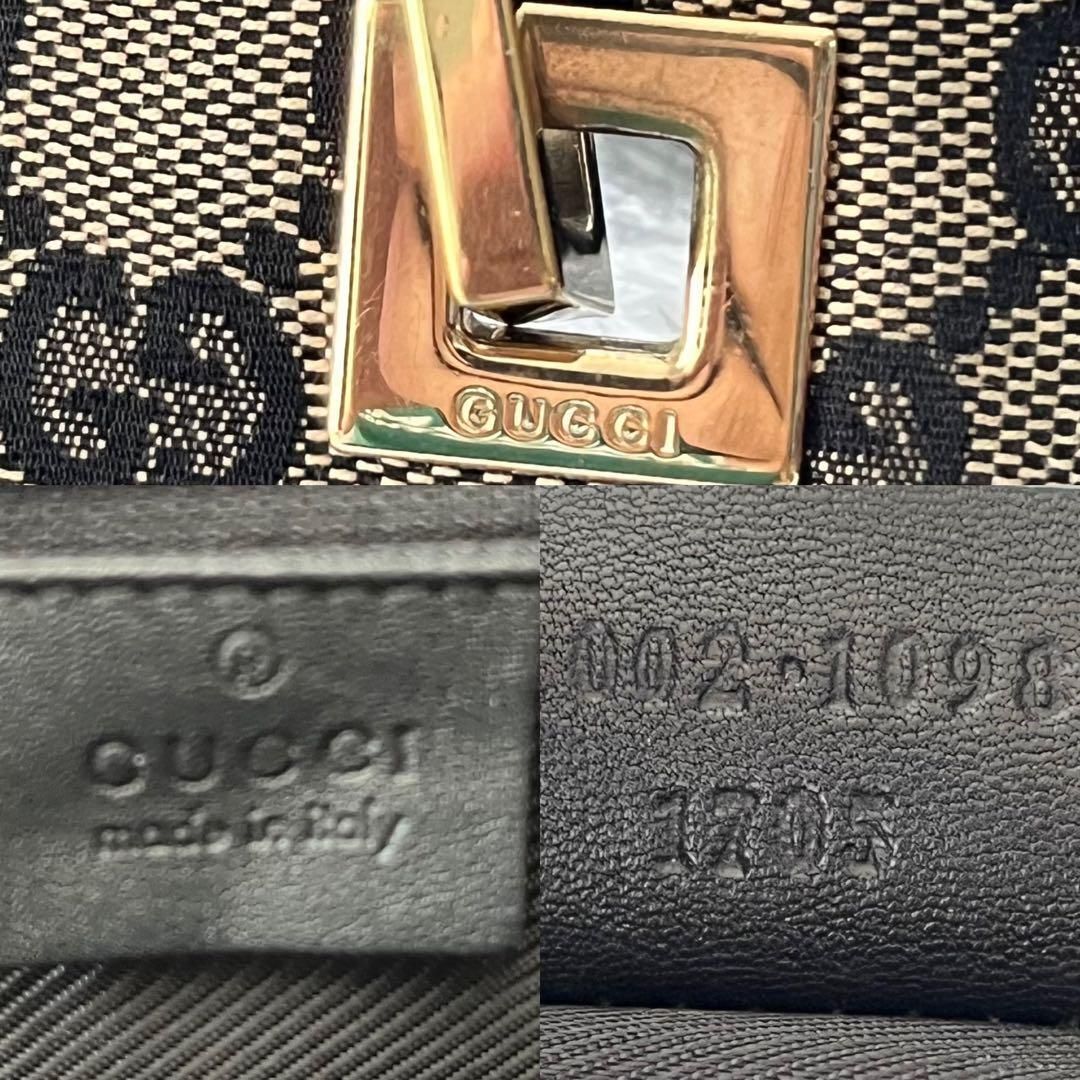 GUCCI
®
GUCCI
made in italy
002·1098
1705